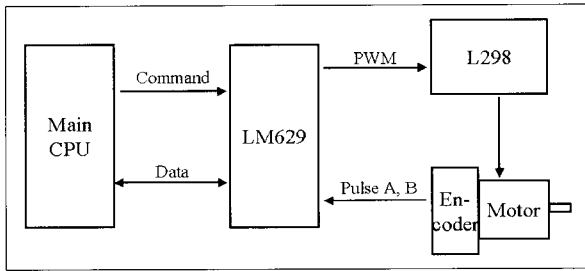 Main
CPU
Command
Data
LM629
PWM
L298
Pulse A, B
En-
coder
Motor